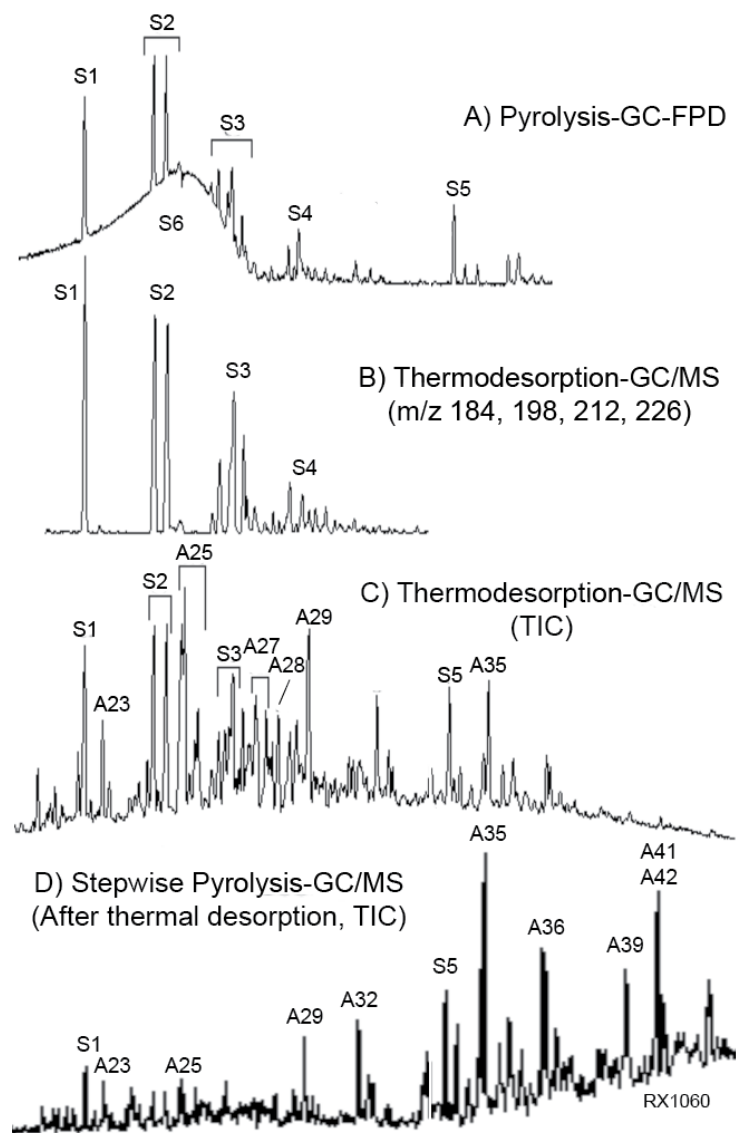 S2
S1
A) Pyrolysis-GC-FPD
S3
S5
S4
S6
S1
S2
B) Thermodesorption-GC/MS
(m/z 184, 198, 212, 226)
S3
S4
A25
C) Thermodesorption-GC/MS
(TIC)
S2
A29
S1
A27
S3
A28
S5
A35
A23
A35
D) Stepwise Pyrolysis-GC/MS
(After thermal desorption, TIC)
A41
A42
A36
S5
A39
A32
A29
S1
A23
A25
RX1060